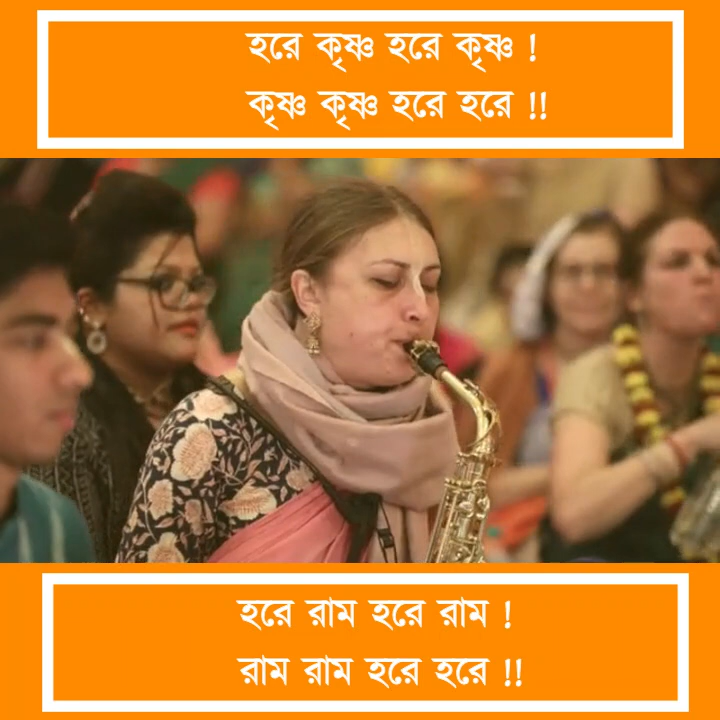 হরে কৃষ্ণ হরে কৃষ্ণ !
কৃষ্ণ কৃষ্ণ হরে হরে !!
হরে রাম হরে রাম !
রাম রাম হরে হরে !!